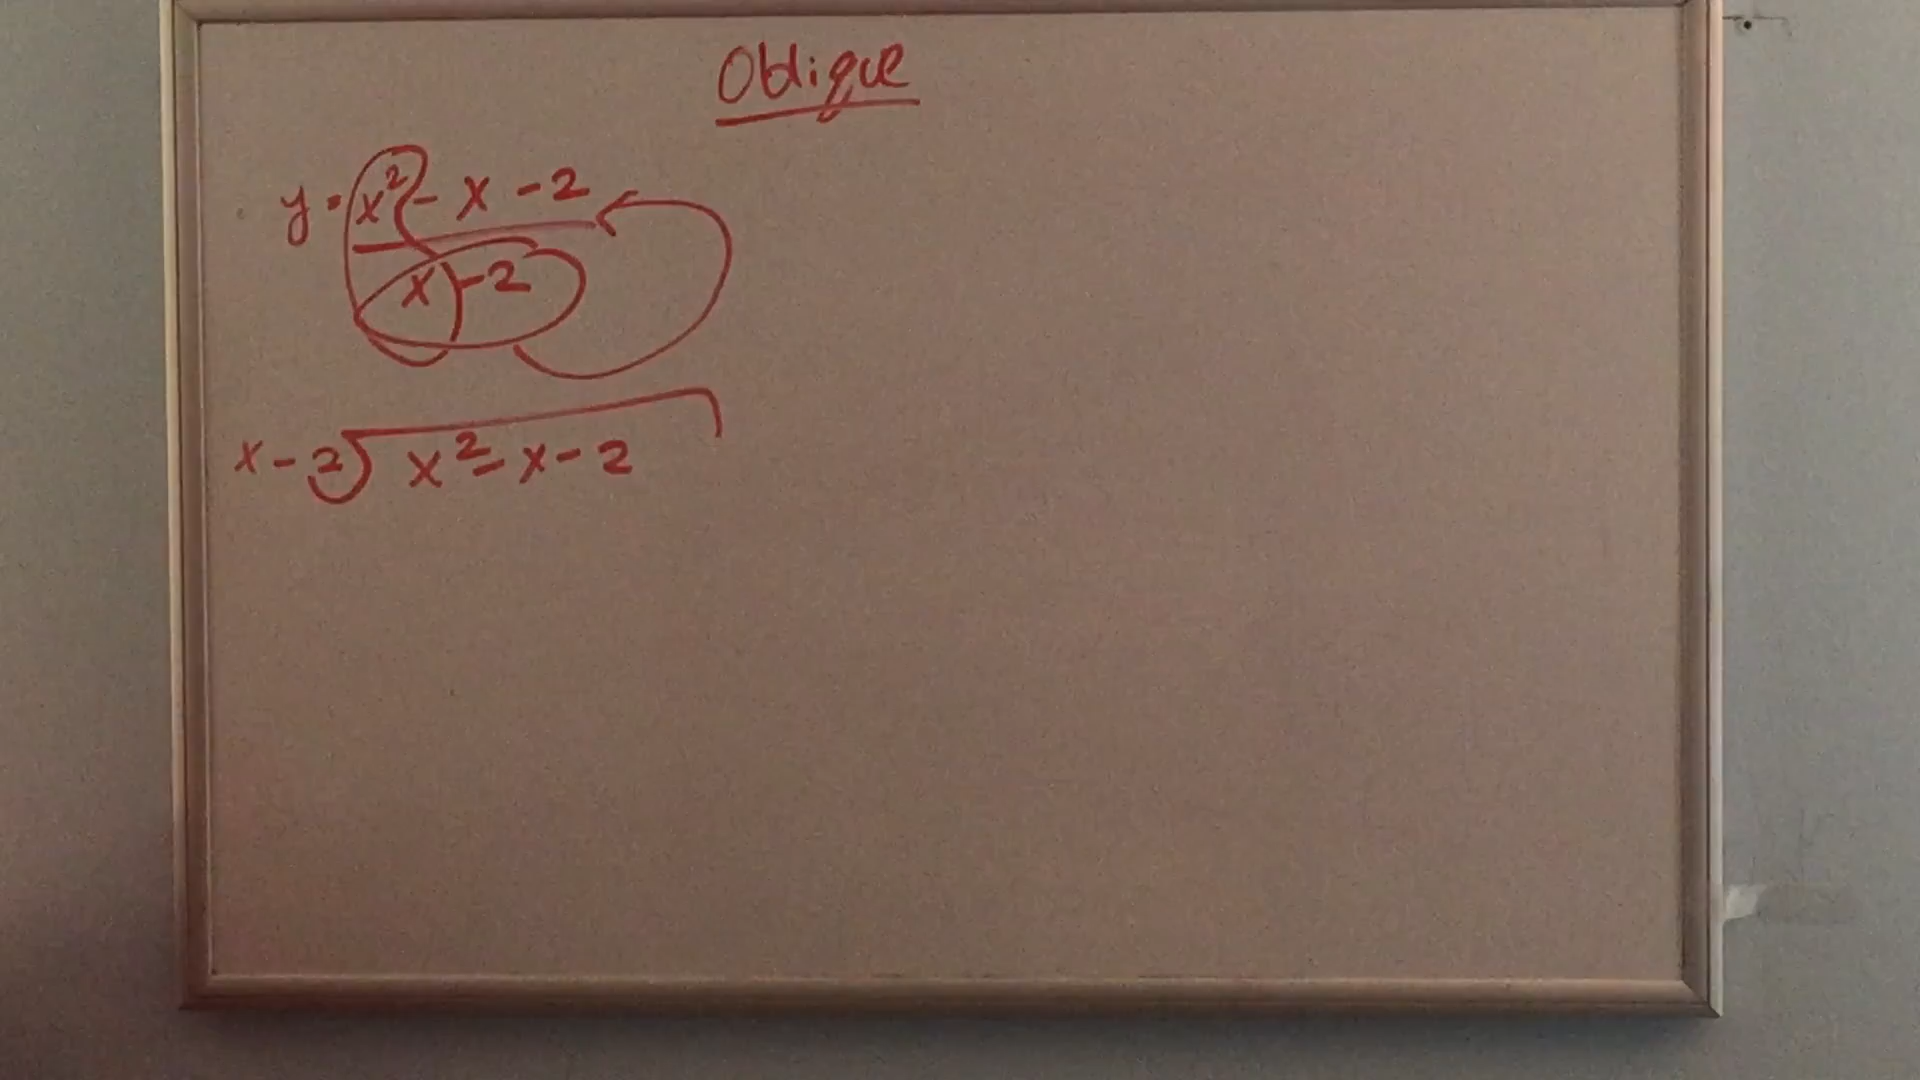 Oblique
y = x² - x - 2
x - 2
x - 2 x² - x - 2